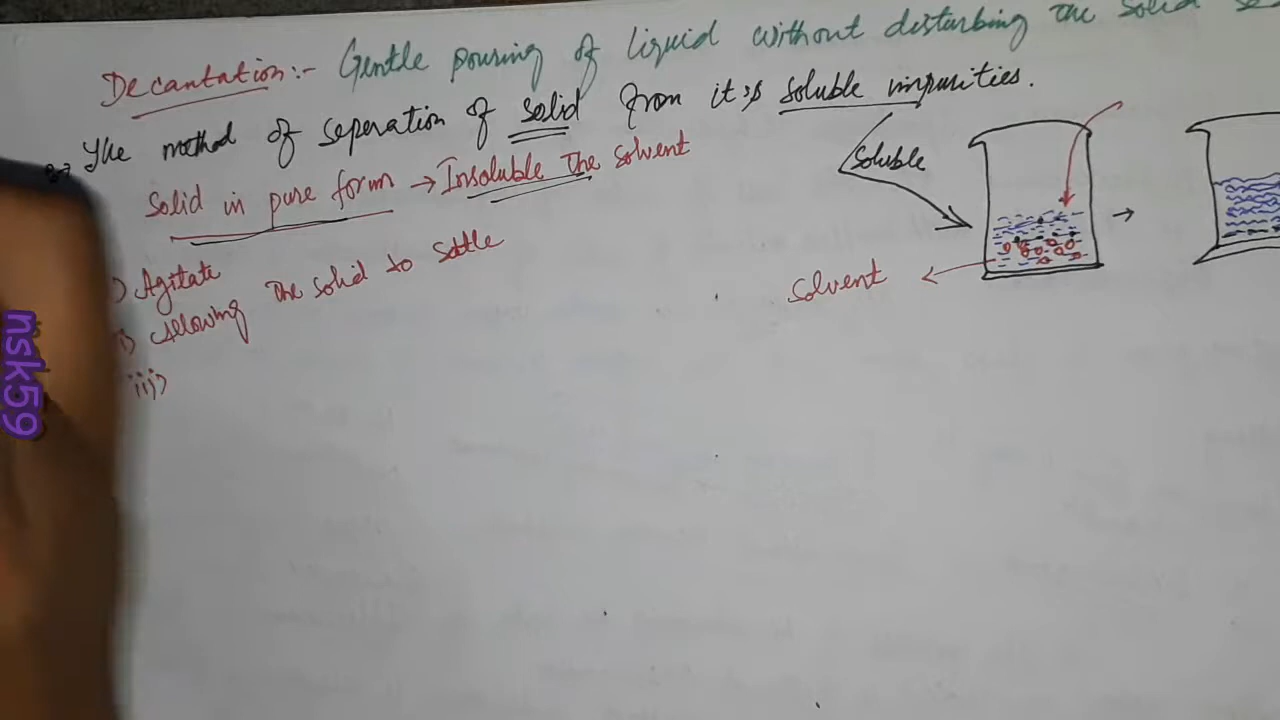 Decantation:- Gentle pouring of liquid without disturbing the solid
The method of seperation of solid from it's soluble impurities.
Solid in pure form → Insoluble the solvent
Soluble
i) Agitate
ii) Allowing the solid to settle
solvent ←
iii)
nsk59